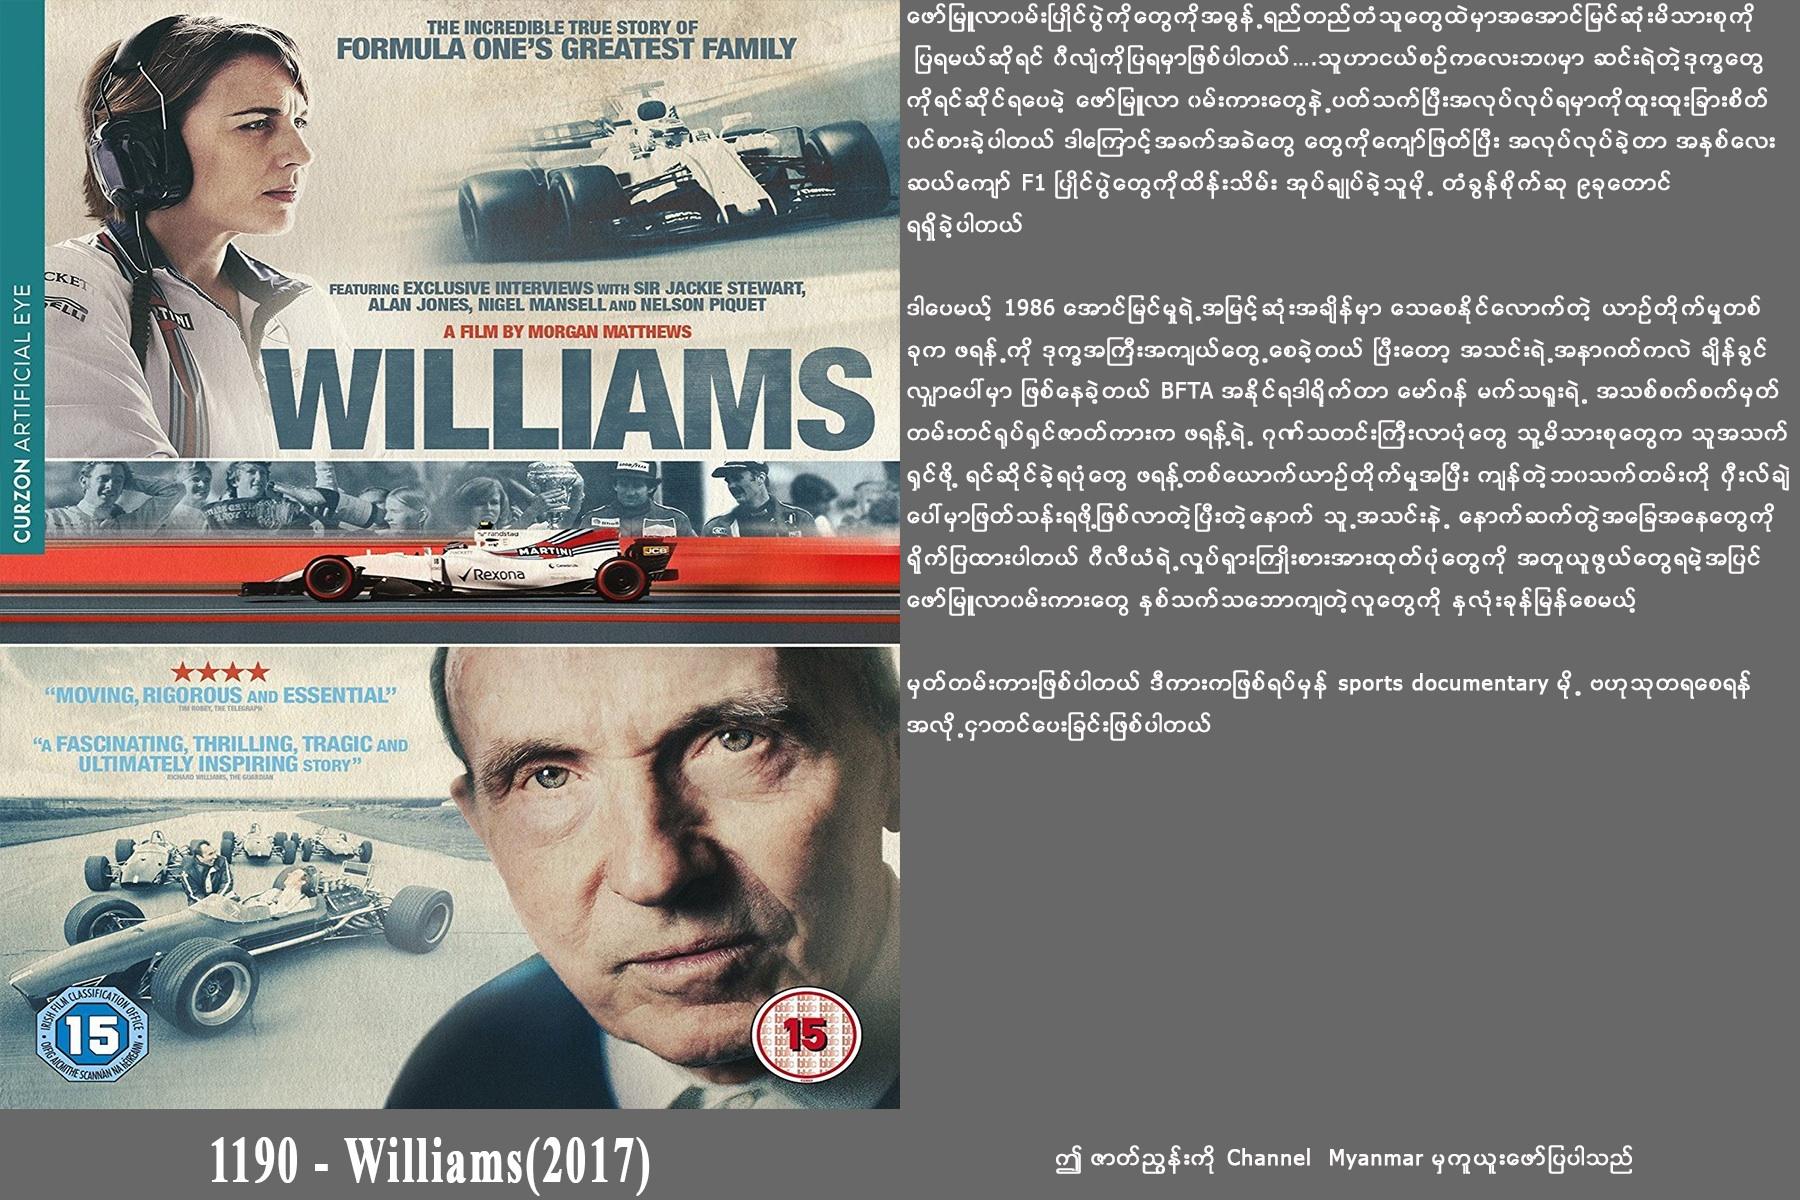 THE INCREDIBLE TRUE STORY OF
FORMULA ONE'S GREATEST FAMILY
FEATURING EXCLUSIVE INTERVIEWS WITH SIR JACKIE STEWART,
ALAN JONES, NIGEL MANSELL AND NELSON PIQUET
A FILM BY MORGAN MATTHEWS
WILLIAMS
CURZON ARTIFICIAL EYE
MARTINI
randstad
MARTINI
Rexona
JCB
"MOVING, RIGOROUS AND ESSENTIAL"
TIM ROBEY, THE TELEGRAPH
"A FASCINATING, THRILLING, TRAGIC AND
ULTIMATELY INSPIRING STORY"
RICHARD WILLIAMS, THE GUARDIAN
IRISH FILM CLASSIFICATION OFFICE
15
OIFIG AICMITHE SCANNÁN NA hÉIREANN
15
1190 - Williams(2017)
ဖော်မြူလာဝမ်းပြိုင်ပွဲကိုတွေကိုအဓွန့်ရည်တည်တံသူတွေထဲမှာအအောင်မြင်ဆုံးမိသားစုကို
ပြရမယ်ဆိုရင် ဂီလျံကိုပြရမှာဖြစ်ပါတယ်....သူဟာငယ်စဉ်ကလေးဘဝမှာ ဆင်းရဲတဲ့ဒုက္ခတွေ
ကိုရင်ဆိုင်ရပေမဲ့ ဖော်မြူလာ ဝမ်းကားတွေနဲ့ပတ်သက်ပြီးအလုပ်လုပ်ရမှာကိုထူးထူးခြားစိတ်
ဝင်စားခဲ့ပါတယ် ဒါကြောင့်အခက်အခဲတွေ တွေကိုကျော်ဖြတ်ပြီး အလုပ်လုပ်ခဲ့တာ အနှစ်လေး
ဆယ်ကျော် F1 ပြိုင်ပွဲတွေကိုထိန်းသိမ်း အုပ်ချုပ်ခဲ့သူမို့ တံခွန်စိုက်ဆု ၉ခုတောင်
ရရှိခဲ့ပါတယ်
ဒါပေမယ့် 1986 အောင်မြင်မှုရဲ့အမြင့်ဆုံးအချိန်မှာ သေစေနိုင်လောက်တဲ့ ယာဉ်တိုက်မှုတစ်
ခုက ဖရန့်ကို ဒုက္ခအကြီးအကျယ်တွေ့စေခဲ့တယ် ပြီးတော့ အသင်းရဲ့အနာဂတ်ကလဲ ချိန်ခွင်
လျှာပေါ်မှာ ဖြစ်နေခဲ့တယ် BFTA အနိုင်ရဒါရိုက်တာ မော်ဂန် မက်သရူးရဲ့ အသစ်စက်စက်မှတ်
တမ်းတင်ရုပ်ရှင်ဇာတ်ကားက ဖရန့်ရဲ့ ဂုဏ်သတင်းကြီးလာပုံတွေ သူ့မိသားစုတွေက သူအသက်
ရှင်ဖို့ ရင်ဆိုင်ခဲ့ရပုံတွေ ဖရန့်တစ်ယောက်ယာဉ်တိုက်မှုအပြီး ကျန်တဲ့ဘဝသက်တမ်းကို ဝှီးလ်ချဲ
ပေါ်မှာဖြတ်သန်းရဖို့ဖြစ်လာတဲ့ပြီးတဲ့နောက် သူ့အသင်းနဲ့ နောက်ဆက်တွဲအခြေအနေတွေကို
ရိုက်ပြထားပါတယ် ဂီလီယံရဲ့လှုပ်ရှားကြိုးစားအားထုတ်ပုံတွေကို အတူယူဖွယ်တွေရမဲ့အပြင်
ဖော်မြူလာဝမ်းကားတွေ နှစ်သက်သဘောကျတဲ့လူတွေကို နှလုံးခုန်မြန်စေမယ့်
မှတ်တမ်းကားဖြစ်ပါတယ် ဒီကားကဖြစ်ရပ်မှန် sports documentary မို့ ဗဟုသုတရစေရန်
အလို့ငှာတင်ပေးခြင်းဖြစ်ပါတယ်
ဤ ဇာတ်ညွှန်းကို Channel Myanmar မှကူယူးဖော်ပြပါသည်